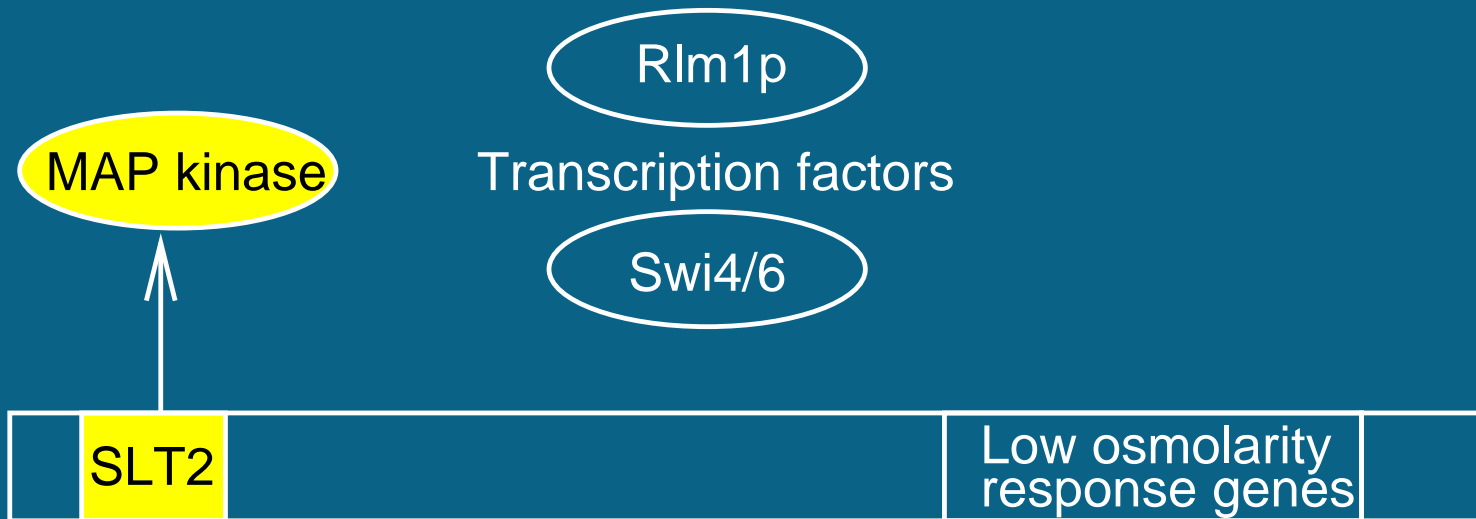 Rlm1p
MAP kinase
Transcription factors
Swi4/6
SLT2
Low osmolarity
response genes